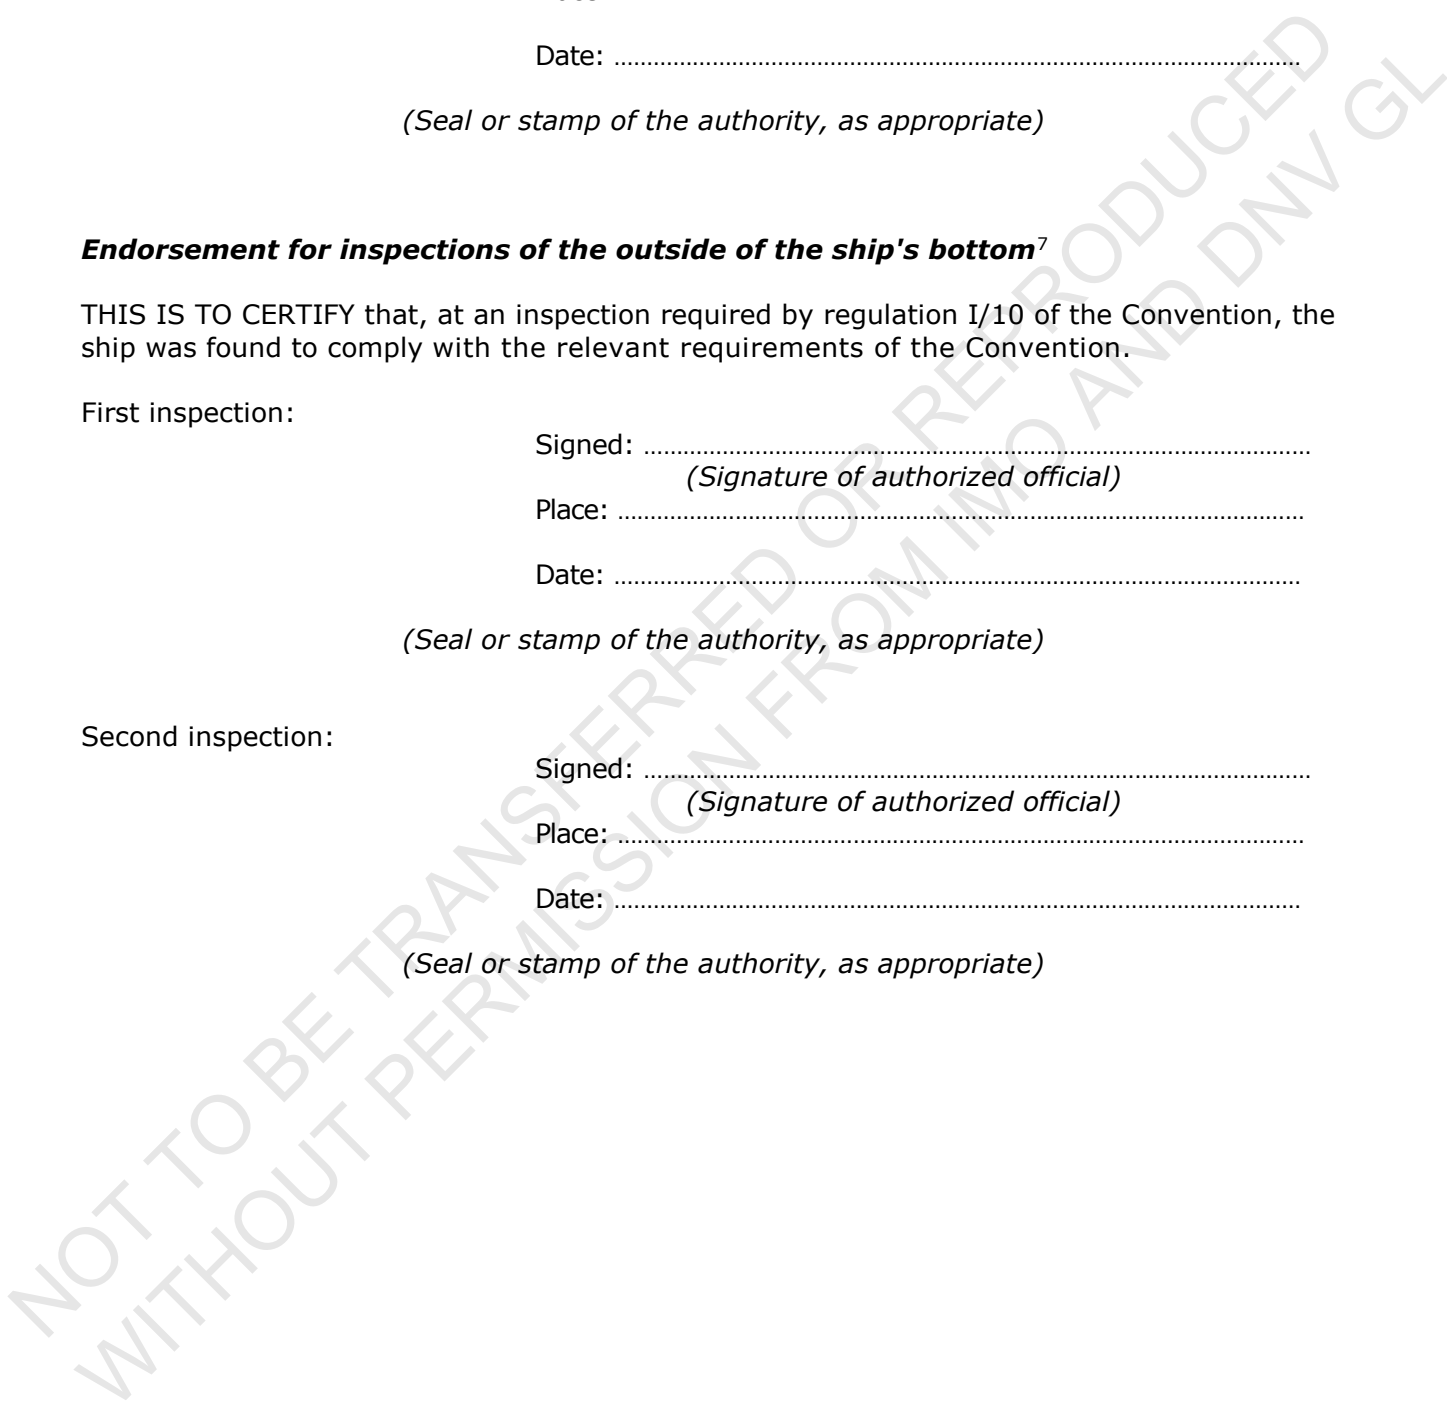 Date: ........................................................................................................
(Seal or stamp of the authority, as appropriate)
Endorsement for inspections of the outside of the ship's bottom7
THIS IS TO CERTIFY that, at an inspection required by regulation I/10 of the Convention, the
ship was found to comply with the relevant requirements of the Convention.
First inspection:
Signed: .....................................................................................................
(Signature of authorized official)
Place: ........................................................................................................
Date: ........................................................................................................
(Seal or stamp of the authority, as appropriate)
Second inspection:
Signed: .....................................................................................................
(Signature of authorized official)
Place: ........................................................................................................
Date: ........................................................................................................
(Seal or stamp of the authority, as appropriate)
NOT TO BE TRANSFERRED OR REPRODUCED
WITHOUT PERMISSION FROM IMO AND DNV GL